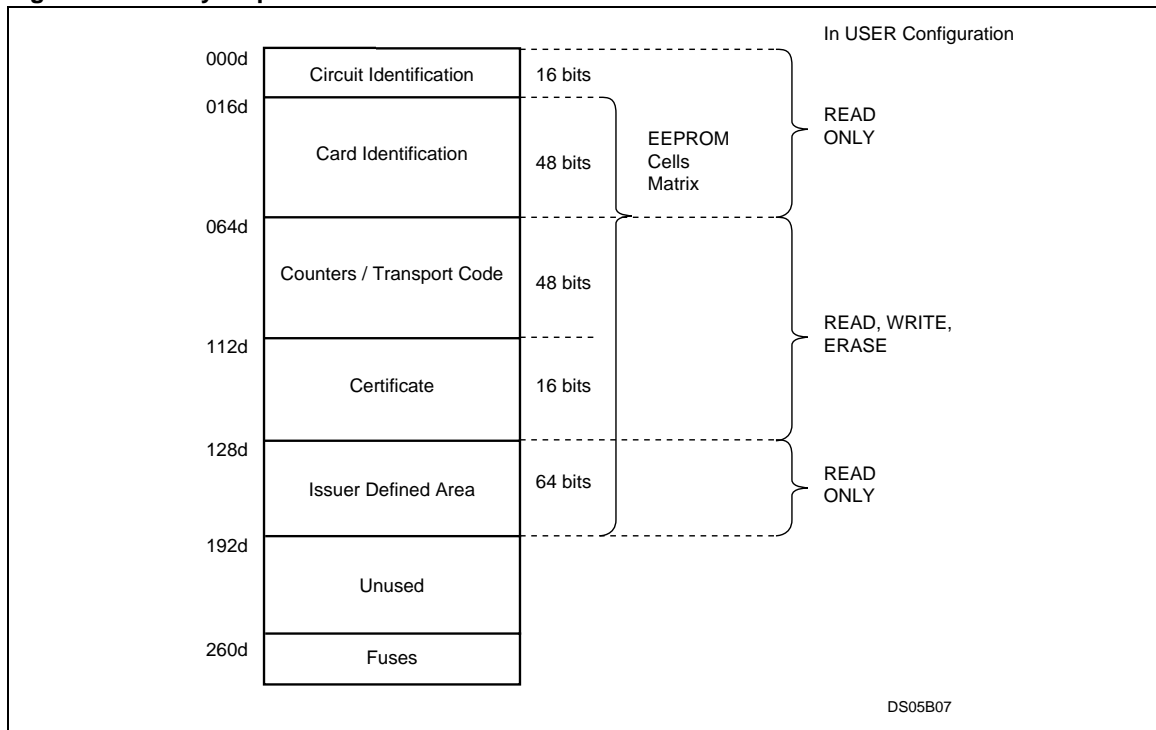 In USER Configuration
000d
Circuit Identification
16 bits
016d
Card Identification
48 bits
EEPROM
Cells
Matrix
READ
ONLY
064d
Counters / Transport Code
48 bits
READ, WRITE,
ERASE
112d
Certificate
16 bits
128d
Issuer Defined Area
64 bits
READ
ONLY
192d
Unused
260d
Fuses
DS05B07